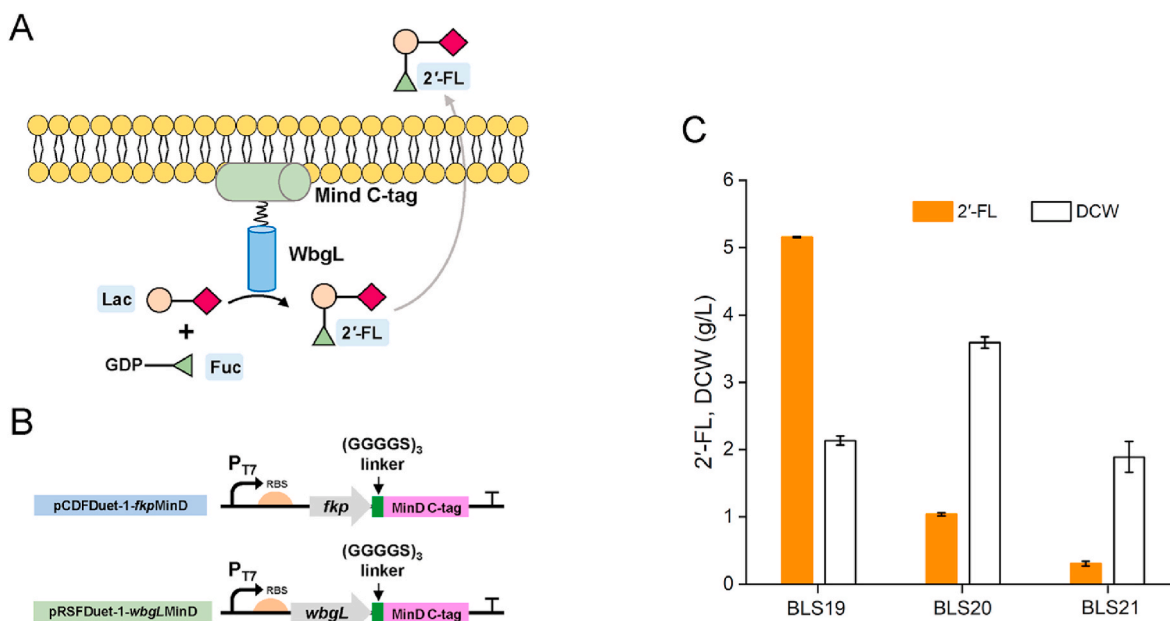 A
2′-FL
Mind C-tag
WbgL
Lac
+
2′-FL
GDP
Fuc
B
(GGGGS)3
linker
PT7
RBS
pCDFDuet-1-fkpMinD
fkp
MinD C-tag
(GGGGS)3
linker
PT7
RBS
pRSFDuet-1-wbgLMinD
wbgL
MinD C-tag
C
2′-FL
DCW
2′-FL, DCW (g/L)
6
5
4
3
2
1
0
BLS19
BLS20
BLS21